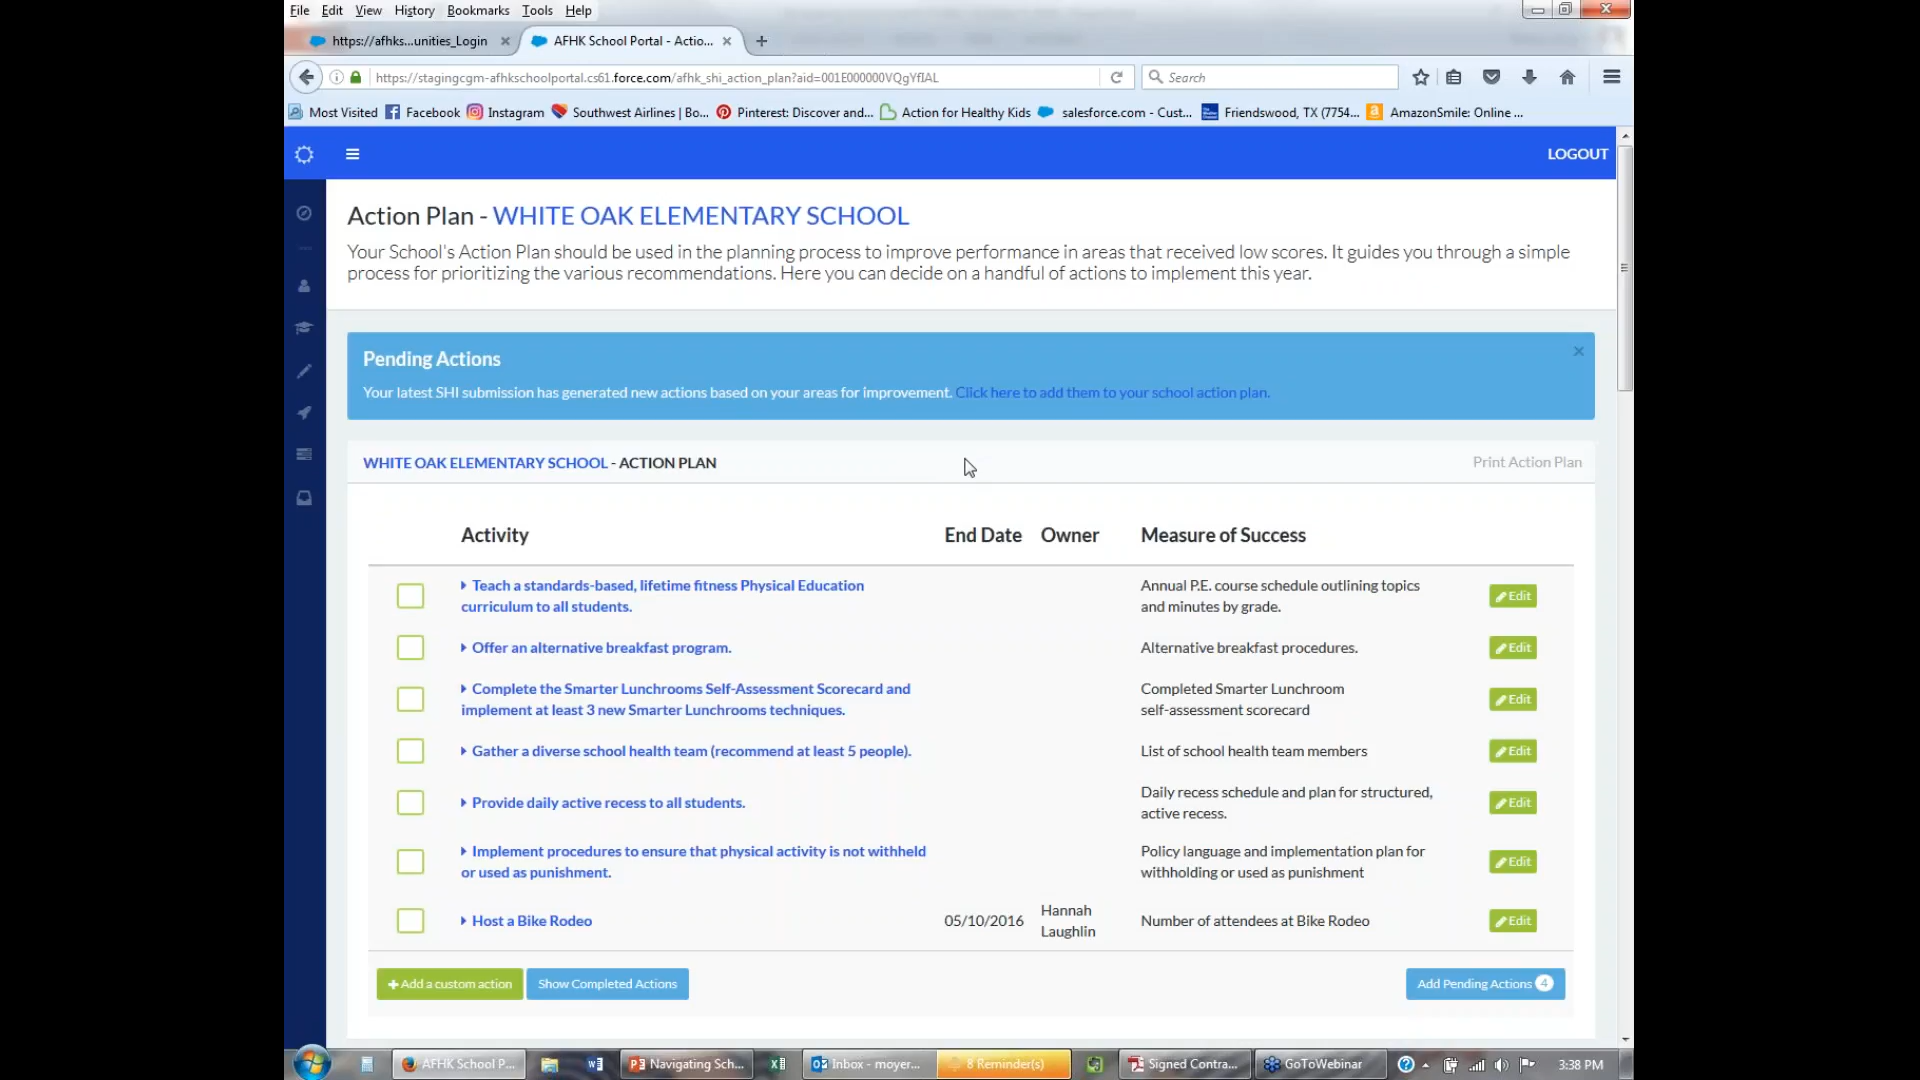 File Edit View History Bookmarks Tools Help
https://afhks...unities_Login
AFHK School Portal - Actio...
https://stagingcgm-afhkschoolportal.cs61.force.com/afhk_shi_action_plan?aid=001E000000VQgYfIAL
Search
Most Visited Facebook Instagram Southwest Airlines | Bo... Pinterest: Discover and... Action for Healthy Kids salesforce.com - Cust... Friendswood, TX (7754... AmazonSmile: Online ...
LOGOUT
Action Plan - WHITE OAK ELEMENTARY SCHOOL
Your School's Action Plan should be used in the planning process to improve performance in areas that received low scores. It guides you through a simple
process for prioritizing the various recommendations. Here you can decide on a handful of actions to implement this year.
Pending Actions
Your latest SHI submission has generated new actions based on your areas for improvement. Click here to add them to your school action plan.
WHITE OAK ELEMENTARY SCHOOL - ACTION PLAN
Print Action Plan
Activity End Date Owner Measure of Success
Teach a standards-based, lifetime fitness Physical Education
curriculum to all students.
Annual P.E. course schedule outlining topics
and minutes by grade.
Edit
Offer an alternative breakfast program.
Alternative breakfast procedures.
Edit
Complete the Smarter Lunchrooms Self-Assessment Scorecard and
implement at least 3 new Smarter Lunchrooms techniques.
Completed Smarter Lunchroom
self-assessment scorecard
Edit
Gather a diverse school health team (recommend at least 5 people).
List of school health team members
Edit
Provide daily active recess to all students.
Daily recess schedule and plan for structured,
active recess.
Edit
Implement procedures to ensure that physical activity is not withheld
or used as punishment.
Policy language and implementation plan for
withholding or used as punishment
Edit
Host a Bike Rodeo
05/10/2016
Hannah
Laughlin
Number of attendees at Bike Rodeo
Edit
Add a custom action
Show Completed Actions
Add Pending Actions 4
AFHK School P...
Navigating Sch...
Inbox - moyer...
8 Reminder(s)
Signed Contra...
GoToWebinar
3:38 PM